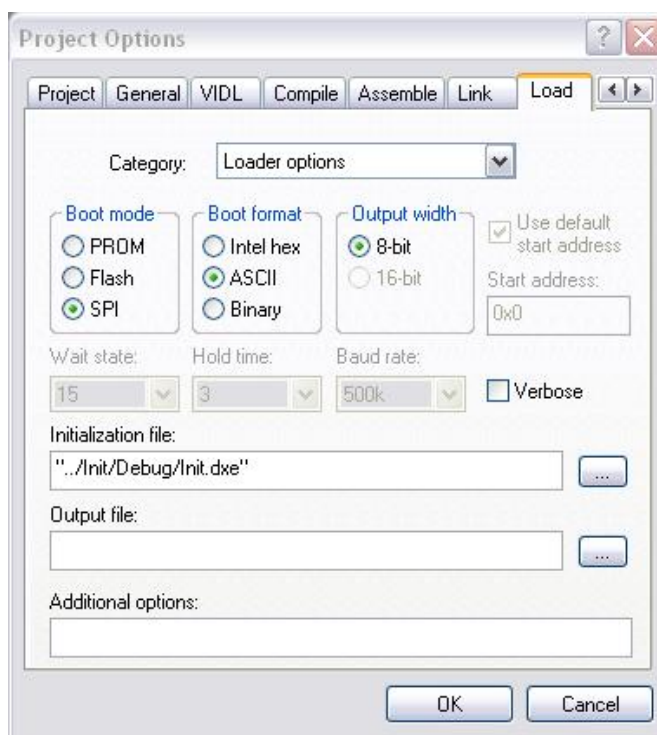 Project Options
Project General VIDL Compile Assemble Link Load
Category: Loader options
Boot mode Boot format Output width
PROM Intel hex 8-bit Use default
start address
Flash ASCII 16-bit Start address:
SPI Binary 0x0
Wait state: Hold time: Baud rate:
15 3 500k Verbose
Initialization file:
"../Init/Debug/Init.dxe" ...
Output file:
...
Additional options:
OK Cancel